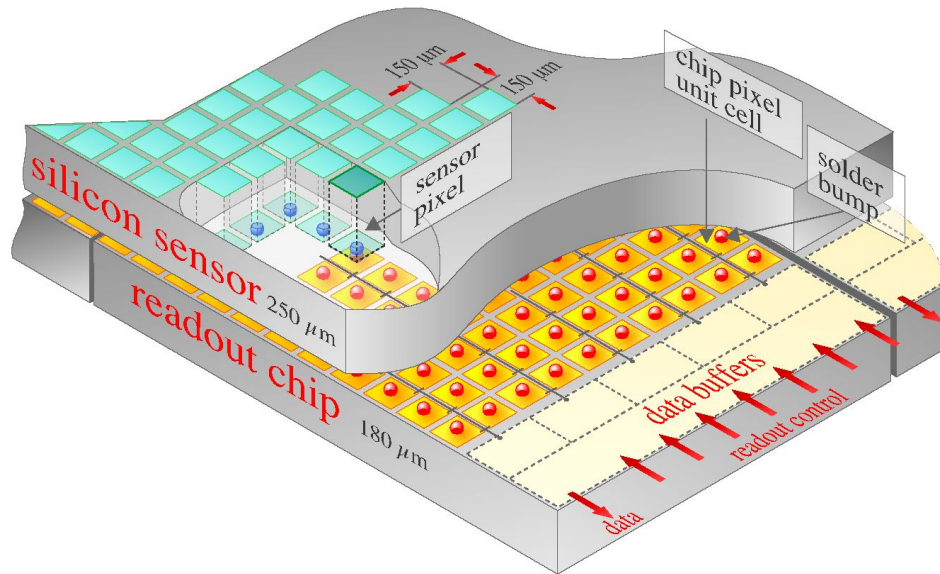 150 µm
150 µm
chip pixel
unit cell
solder
bump
sensor
pixel
silicon sensor
250 µm
readout chip
180 µm
data buffers
readout control
data